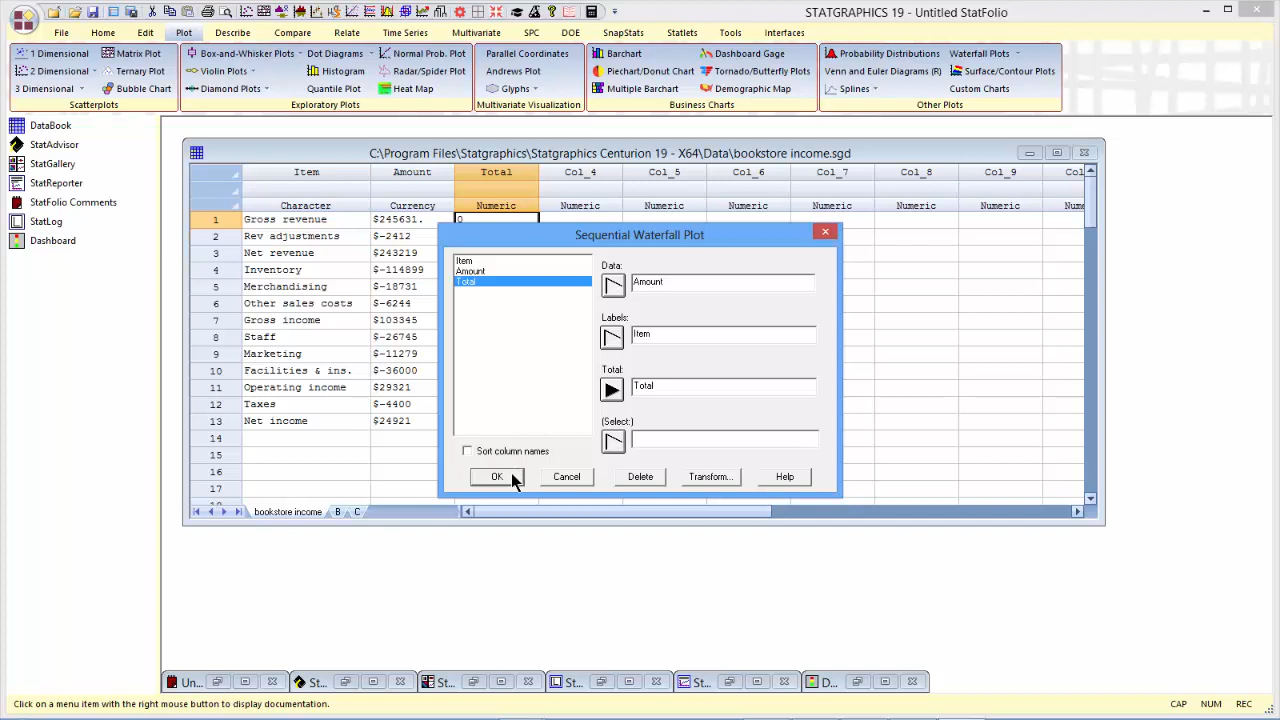 STATGRAPHICS 19 - Untitled StatFolio
File Home Edit Plot Describe Compare Relate Time Series Multivariate SPC DOE SnapStats Statlets Tools Interfaces
1 Dimensional Matrix Plot Box-and-Whisker Plots Dot Diagrams Normal Prob. Plot Parallel Coordinates Barchart Dashboard Gage Probability Distributions Waterfall Plots
2 Dimensional Ternary Plot Violin Plots Histogram Radar/Spider Plot Andrews Plot Piechart/Donut Chart Tornado/Butterfly Plots Venn and Euler Diagrams (R) Surface/Contour Plots
3 Dimensional Bubble Chart Diamond Plots Quantile Plot Heat Map Glyphs Multiple Barchart Demographic Map Splines Custom Charts
Scatterplots Exploratory Plots Multivariate Visualization Business Charts Other Plots
DataBook
StatAdvisor
StatGallery
StatReporter
StatFolio Comments
StatLog
Dashboard
C:\Program Files\Statgraphics\Statgraphics Centurion 19 - X64\Data\bookstore income.sgd
Item Amount Total Col_4 Col_5 Col_6 Col_7 Col_8 Col_9 Co
Character Currency Numeric Numeric Numeric Numeric Numeric Numeric Numeric Nume
1 Gross revenue $245631. 0
2 Rev adjustments $-2412
3 Net revenue $243219
4 Inventory $-114899
5 Merchandising $-18731
6 Other sales costs $-6244
7 Gross income $103345
8 Staff $-26745
9 Marketing $-11279
10 Facilities & ins. $-36000
11 Operating income $29321
12 Taxes $-4400
13 Net income $24921
14
15
16
17
18
bookstore income B C
Sequential Waterfall Plot
Item
Amount
Total
Data:
Amount
Labels:
Item
Total:
Total
(Select:)
Sort column names
OK Cancel Delete Transform... Help
Un... St... St... St... St... D...
Click on a menu item with the right mouse button to display documentation. CAP NUM REC